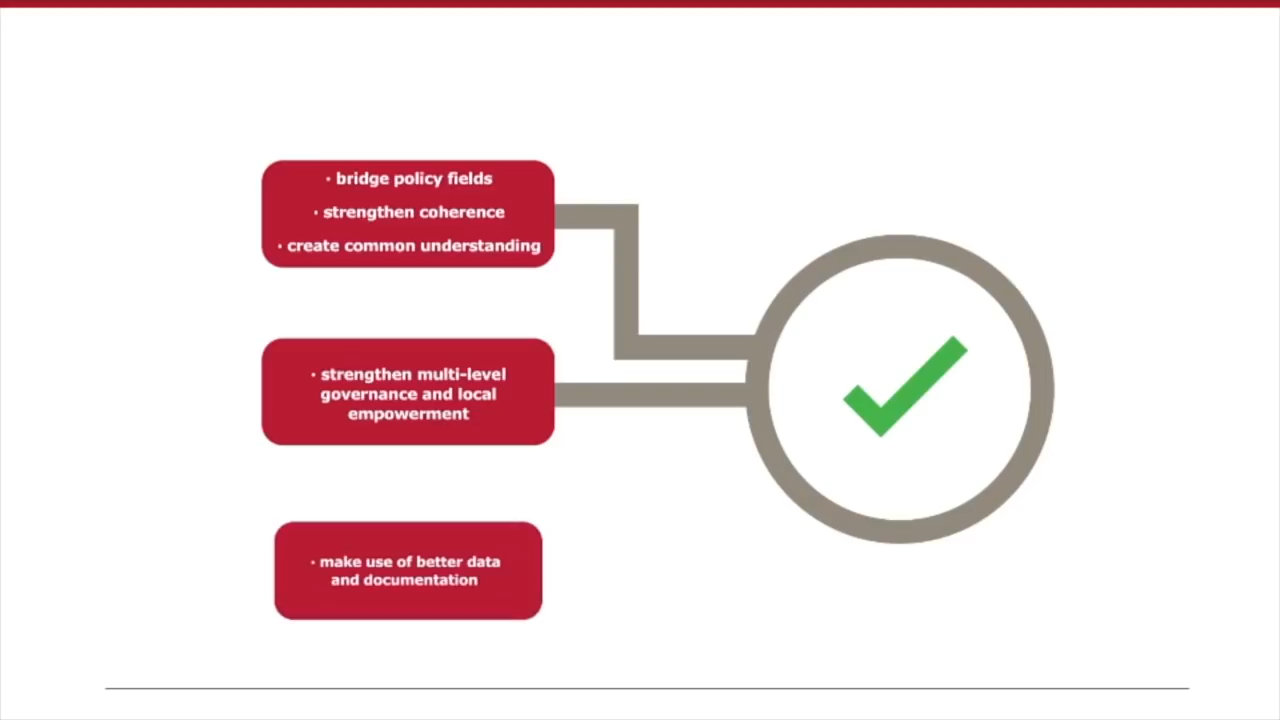 · bridge policy fields
· strengthen coherence
· create common understanding
· strengthen multi-level
governance and local
empowerment
· make use of better data
and documentation